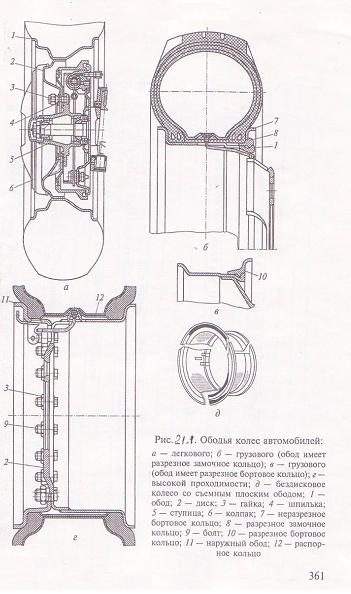 1
2
3
4
5
6
а
7
8
1
б
10
в
11
12
3
9
2
г
д
Рис. 21.1. Ободья колес автомобилей:
а — легкового; б — грузового (обод имеет
разрезное замочное кольцо); в — грузового
(обод имеет разрезное бортовое кольцо); г —
высокой проходимости; д — бездисковое
колесо со съемным плоским ободом; 1 —
обод; 2 — диск; 3 — гайка; 4 — шпилька;
5 — ступица; 6 — колпак; 7 — неразрезное
бортовое кольцо; 8 — разрезное замочное
кольцо; 9 — болт; 10 — разрезное бортовое
кольцо; 11 — наружный обод; 12 — распор-
ное кольцо
361